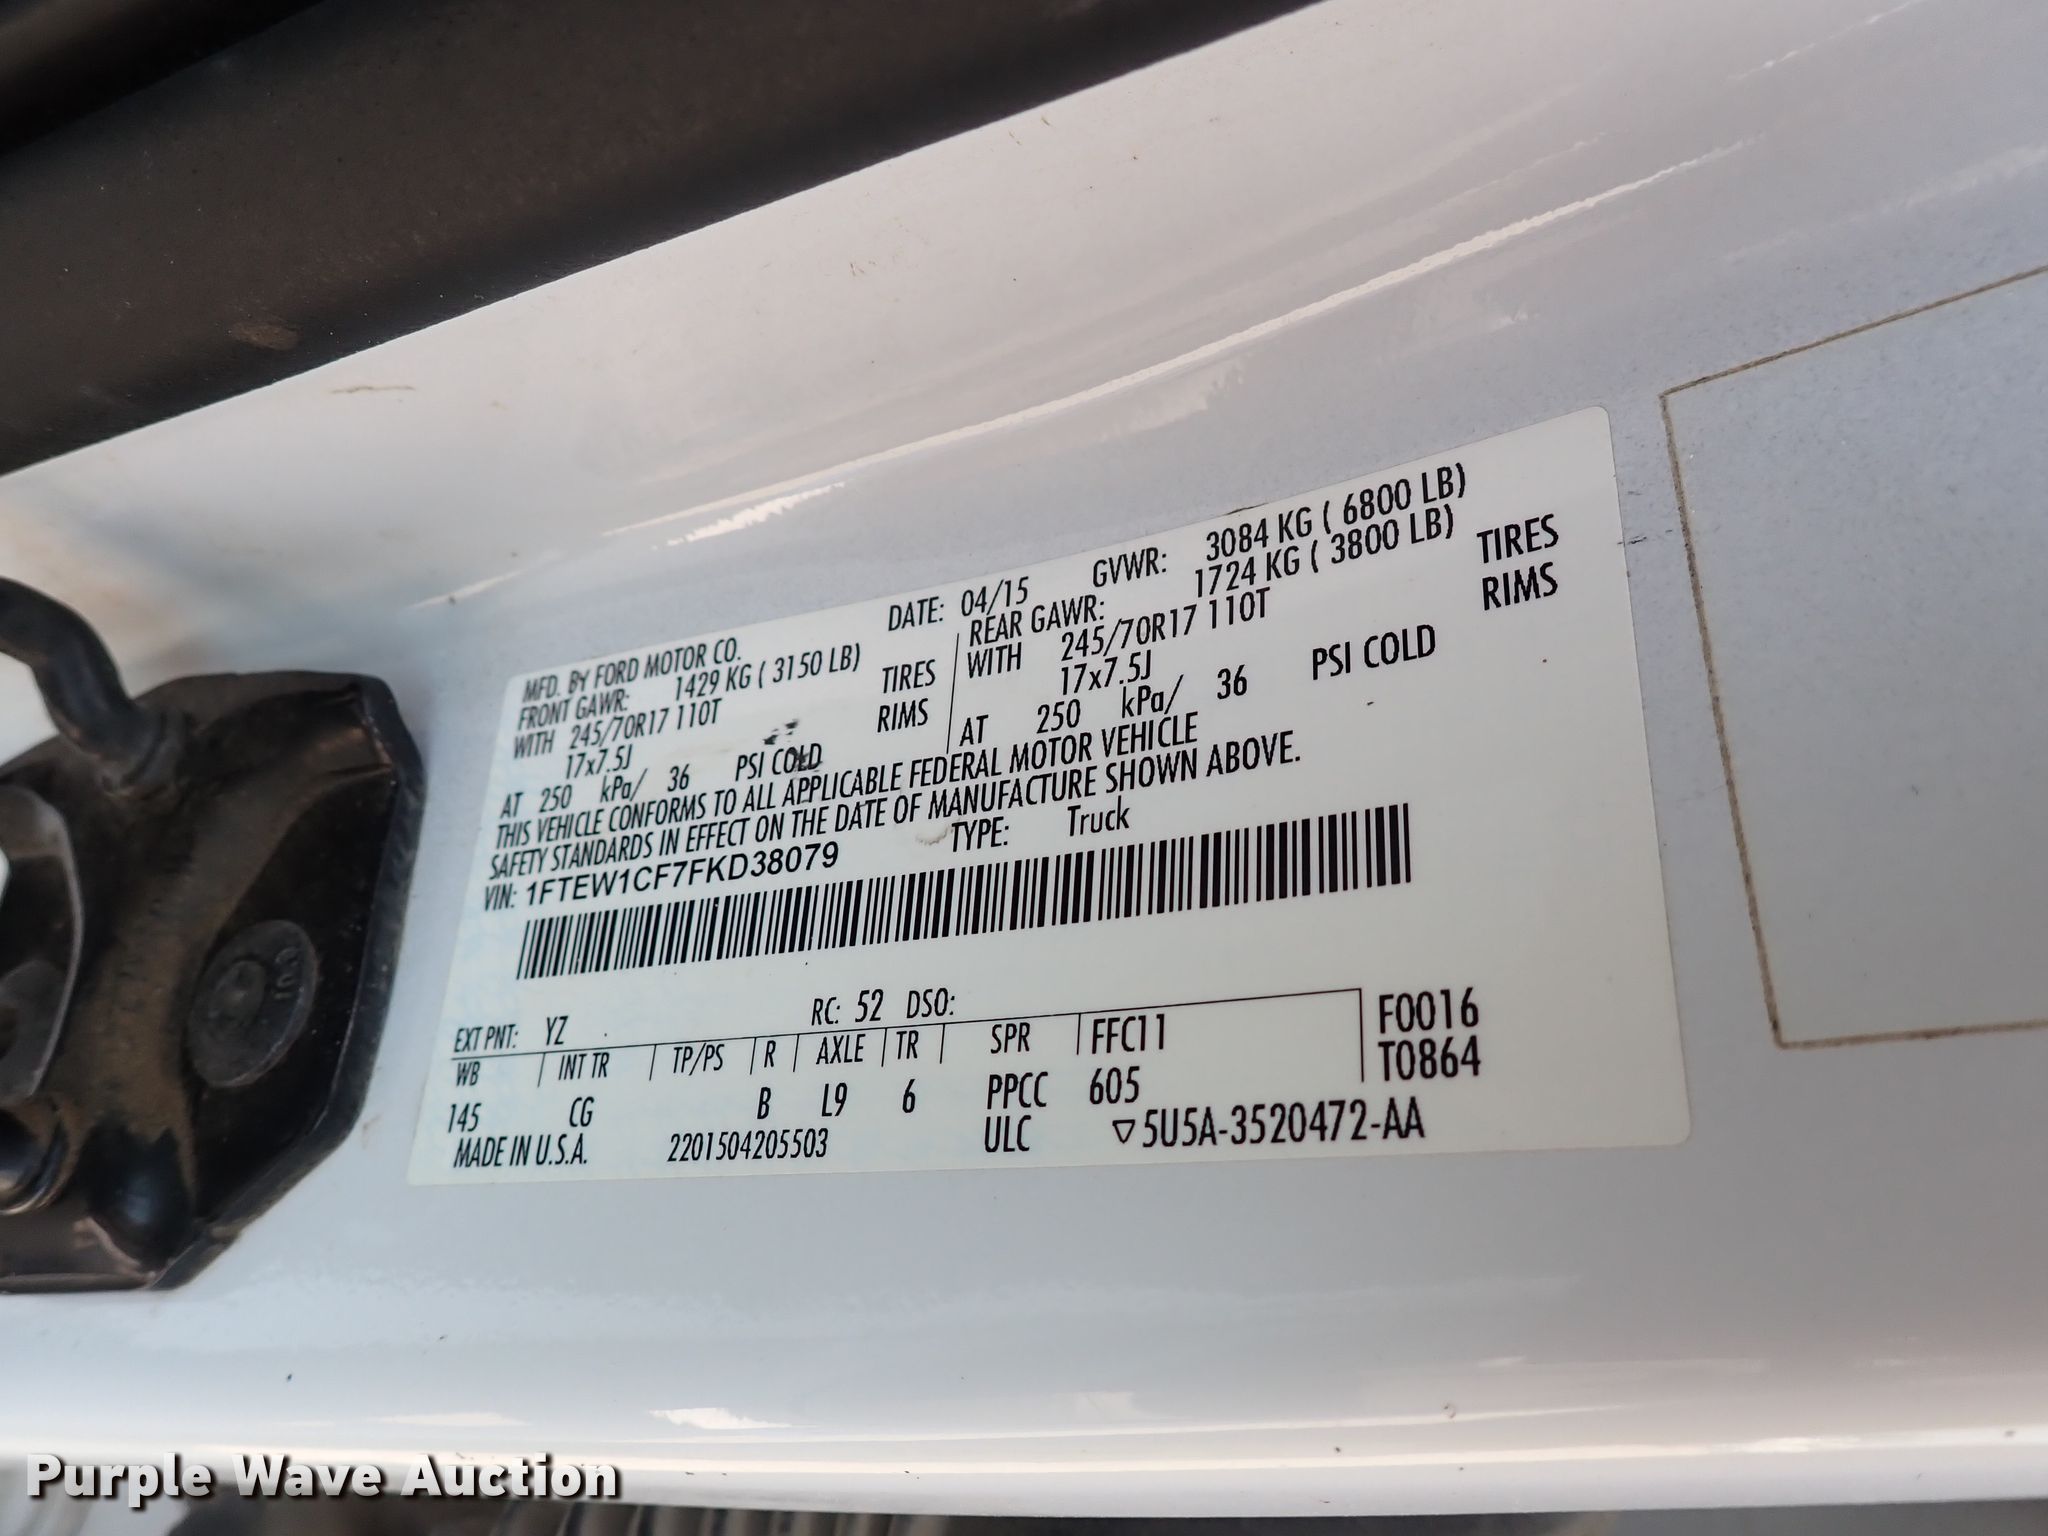 MFD. BY FORD MOTOR CO.
DATE: 04/15 GVWR: 3084 KG ( 6800 LB)
FRONT GAWR: 1429 KG ( 3150 LB)
REAR GAWR: 1724 KG ( 3800 LB)
WITH 245/70R17 110T TIRES
WITH 245/70R17 110T TIRES
17x7.5J RIMS
17x7.5J RIMS
AT 250 kPa/ 36 PSI COLD
AT 250 kPa/ 36 PSI COLD
THIS VEHICLE CONFORMS TO ALL APPLICABLE FEDERAL MOTOR VEHICLE
SAFETY STANDARDS IN EFFECT ON THE DATE OF MANUFACTURE SHOWN ABOVE.
VIN: 1FTEW1CF7FKD38079 TYPE: Truck
EXT PNT: YZ RC: 52 DSO: F0016
WB INT TR TP/PS R AXLE TR SPR FFC11 T0864
145 CG B L9 6 PPCC 605
MADE IN U.S.A. 2201504205503 ULC ▽5U5A-3520472-AA
Purple Wave Auction